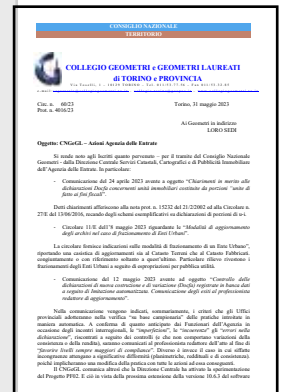 CONSIGLIO NAZIONALE
TERRITORIO
COLLEGIO GEOMETRI e GEOMETRI LAUREATI
di TORINO e PROVINCIA
Circ. n. 60/23 Torino, 31 maggio 2023
Prot. n. 4016/23
Ai Geometri in indirizzo
LORO SEDI
Oggetto: CNGeGL – Azioni Agenzia delle Entrate
Si rende noto agli Iscritti quanto pervenuto – per il tramite del Consiglio Nazionale
Geometri - dalla Direzione Centrale Servizi Catastali, Cartografici e di Pubblicità Immobiliare
dell'Agenzia delle Entrate. In particolare:
- Comunicazione del 24 aprile 2023 avente a oggetto “Chiarimenti in merito alle
dichiarazioni Docfa concernenti unità immobiliari costituite da porzioni “unite di
fatto ai fini fiscali”.
Detti chiarimenti afferiscono alla nota prot. n. 15232 del 21/2/2002 ed alla Circolare n.
27/E del 13/06/2016, recando degli schemi esemplificativi su dichiarazioni di porzioni di u.i.
- Circolare 11/E dell'8 maggio 2023 riguardante le “Modalità di aggiornamento
degli archivi nel caso di frazionamento di Enti Urbani”.
La circolare fornisce indicazioni sulle modalità di frazionamento di un Ente Urbano”,
riportando una casistica di aggiornamenti sia al Catasto Terreni che al Catasto Fabbricati,
congiuntamente o con riferimento soltanto a quest'ultimo. Particolare rilievo rivestono i
frazionamenti degli Enti Urbani a seguito di espropriazioni per pubblica utilità.
- Comunicazione del 12 maggio 2023 avente ad oggetto “Controllo delle
dichiarazioni di nuova costruzione e di variazione (Docfa) registrate in banca dati
a seguito di limitazione automatizzata. Comunicazione degli esiti al professionista
redattore di aggiornamento”.
Nella comunicazione vengono indicati, sommariamente, i criteri che gli Uffici
provinciali adotteranno nella verifica “su base campionaria” delle pratiche introdotte in
maniera automatica. A conferma di quanto anticipato dai Funzionari dell'Agenzia in
occasione degli incontri interregionali, le “imperfezioni”, le “incoerenze” gli “errori nella
dichiarazione”, riscontrati a seguito dei controlli (e che non comportano variazioni della
consistenza e della rendita), saranno comunicati al professionista redattore dell'atto al fine di
“favorire livelli sempre maggiori di compliance”. Diverso è invece il caso in cui siffatte
incongruenze attengano a significative difformità (planimetriche, reddituali e di consistenza),
poiché implicheranno una modifica della pratica con tutte le azioni ad essa conseguenti.
Il CNGeGL comunica altresì che la Direzione Centrale ha attivato la sperimentazione
del Progetto PF02. E ciò in vista della prossima estensione della versione 10.6.3 del software